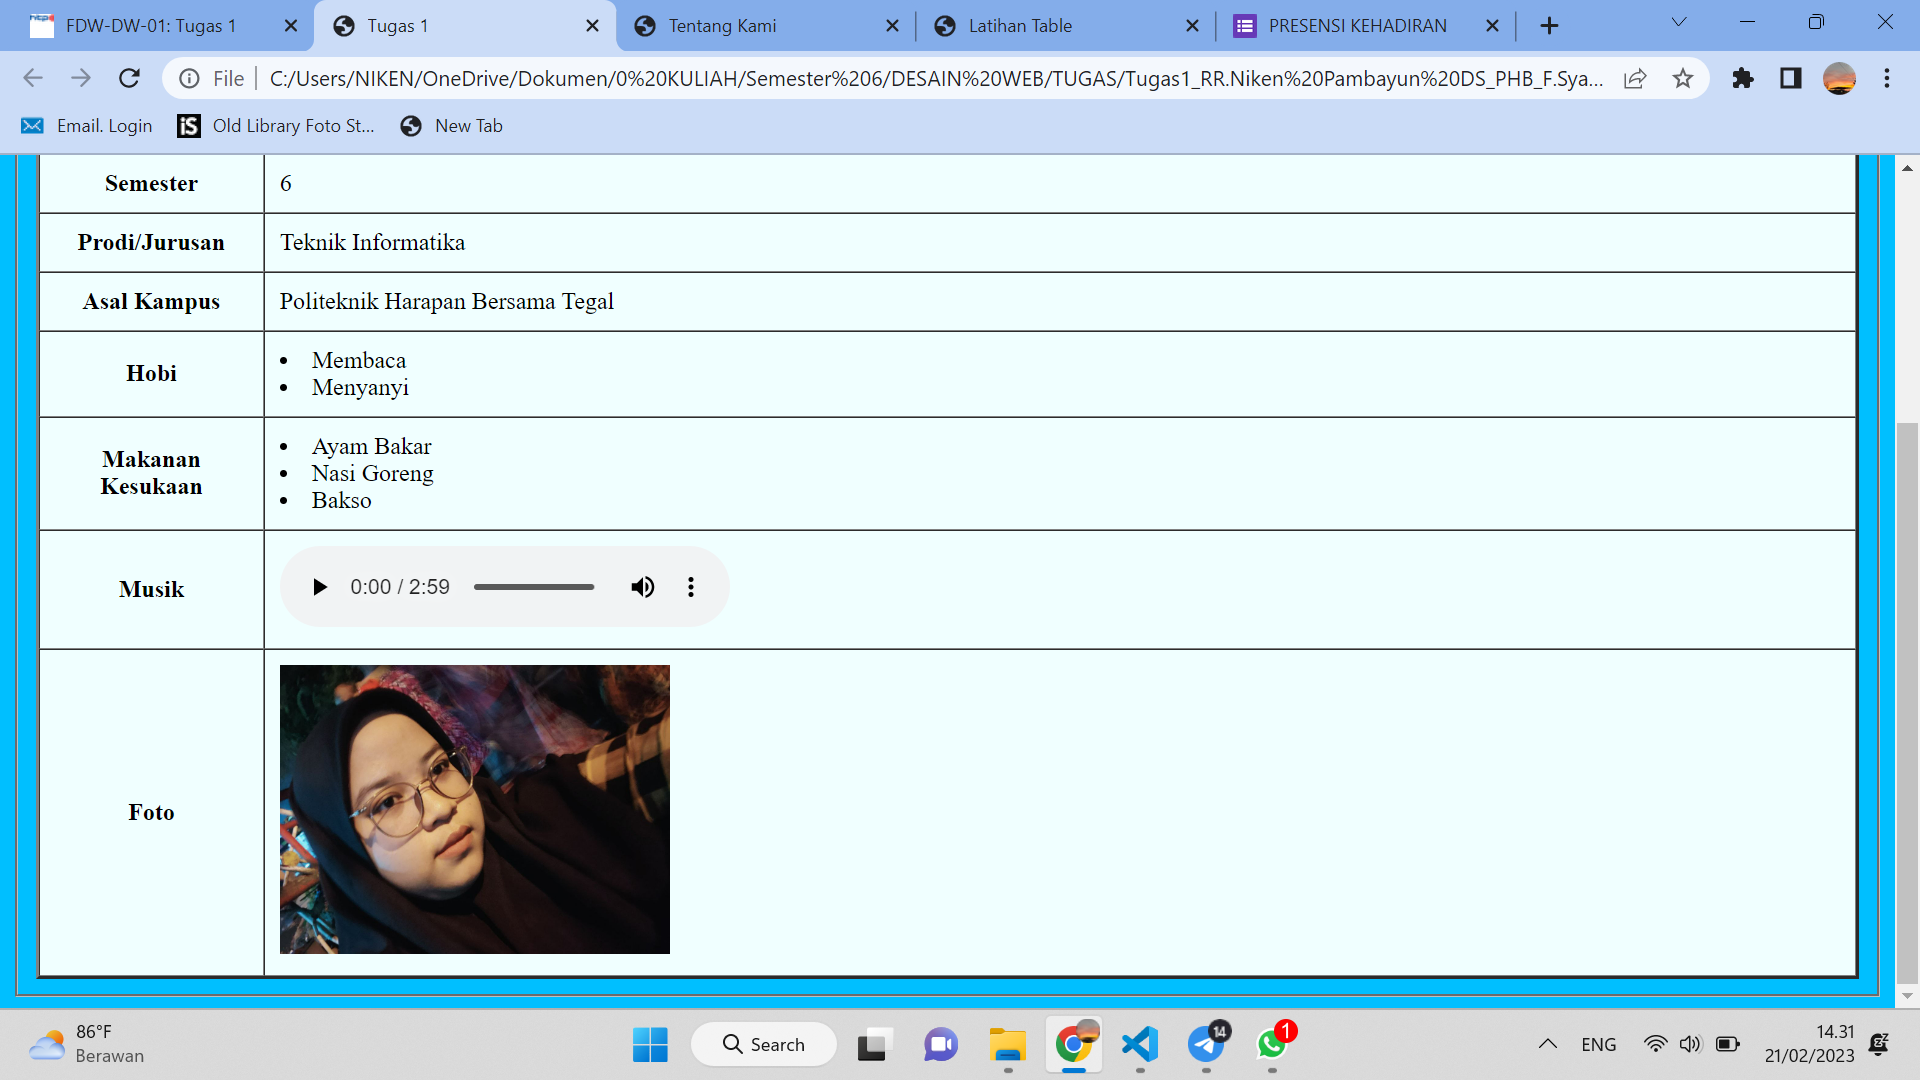 FDW-DW-01: Tugas 1
Tugas 1
Tentang Kami
Latihan Table
PRESENSI KEHADIRAN
File
C:/Users/NIKEN/OneDrive/Dokumen/0%20KULIAH/Semester%206/DESAIN%20WEB/TUGAS/Tugas1_RR.Niken%20Pambayun%20DS_PHB_F.Sya...
Email. Login
iS
Old Library Foto St...
New Tab
Semester
6
Prodi/Jurusan
Teknik Informatika
Asal Kampus
Politeknik Harapan Bersama Tegal
Hobi
• Membaca
• Menyanyi
Makanan
Kesukaan
• Ayam Bakar
• Nasi Goreng
• Bakso
Musik
0:00 / 2:59
Foto
86°F
Berawan
Search
14
1
ENG
14.31
21/02/2023